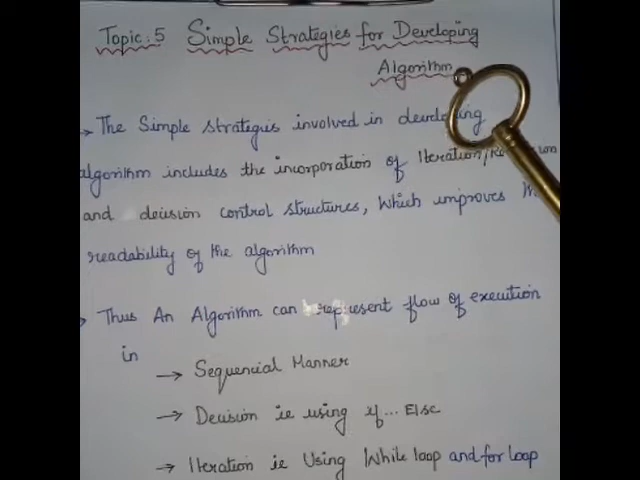 Topic:5 Simple Strategies for Developing
Algorithm
→ The Simple strategies involved in developing
algorithm includes the incorporation of Iteration/
and decision control structures, which improves
readability of the algorithm
Thus An Algorithm can represent flow of execution
in
→ Sequencial Manner
→ Decision ie using if... Else
→ Iteration ie Using While loop and for loop